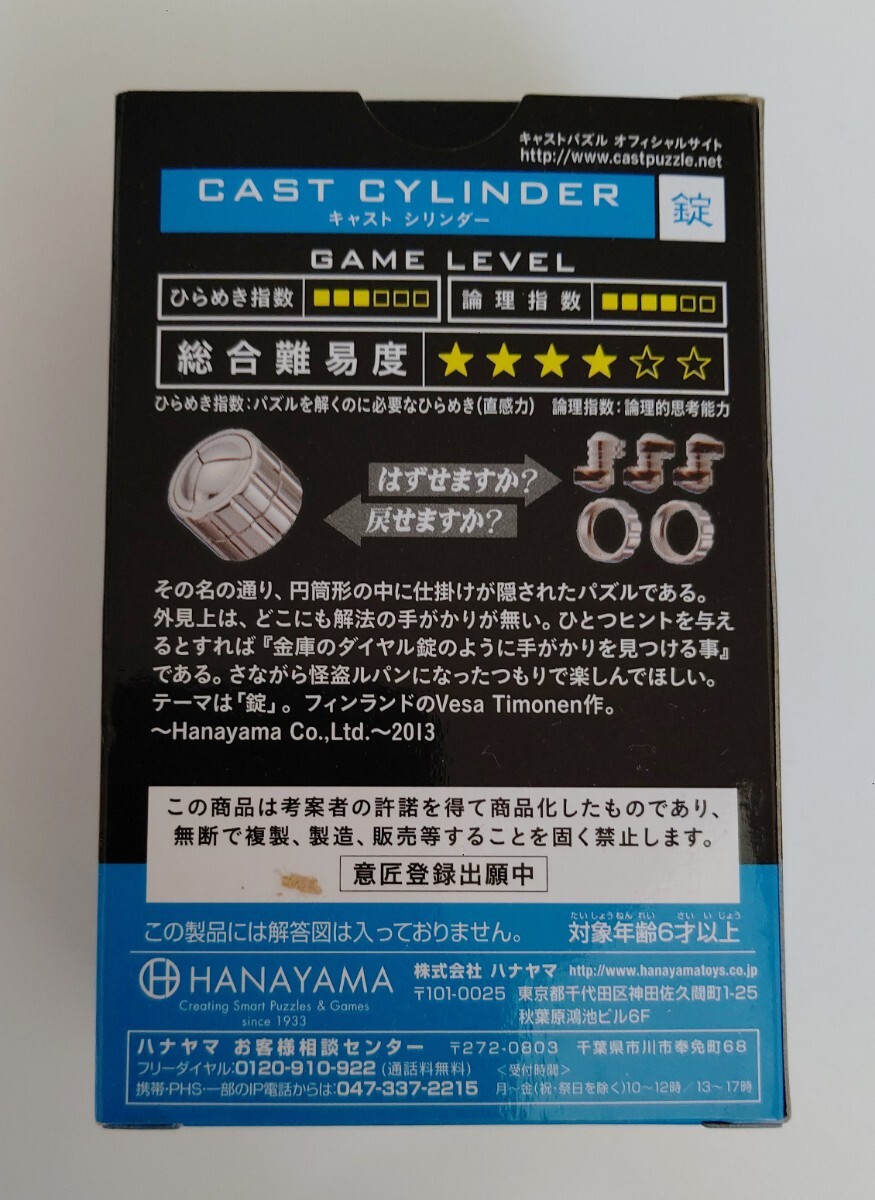 キャストパズル オフィシャルサイト
http://www.castpuzzle.net
CAST CYLINDER
キャスト シリンダー
錠
GAME LEVEL
ひらめき指数 ■■■□□□ 論理指数 ■■■■□□
総合難易度 ★★★★☆☆
ひらめき指数：パズルを解くのに必要なひらめき(直感力) 論理指数：論理的思考能力
はずせますか?
戻せますか?
その名の通り、円筒形の中に仕掛けが隠されたパズルである。
外見上は、どこにも解法の手がかりが無い。ひとつヒントを与え
るとすれば『金庫のダイヤル錠のように手がかりを見つける事』
である。さながら怪盗ルパンになったつもりで楽しんでほしい。
テーマは「錠」。フィンランドのVesa Timonen作。
～Hanayama Co.,Ltd.～2013
この商品は考案者の許諾を得て商品化したものであり、
無断で複製、製造、販売等することを固く禁止します。
意匠登録出願中
この製品には解答図は入っておりません。
たいしょうねんれい さいいじょう
対象年齢6才以上
HANAYAMA
Creating Smart Puzzles & Games
since 1933
株式会社 ハナヤマ http://www.hanayamatoys.co.jp
〒101-0025 東京都千代田区神田佐久間町1-25
秋葉原鴻池ビル6F
ハナヤマ お客様相談センター 〒272-0803 千葉県市川市奉免町68
フリーダイヤル：0120-910-922 (通話料無料) ＜受付時間＞
携帯・PHS・一部のIP電話からは：047-337-2215 月～金(祝・祭日を除く)10～12時／13～17時